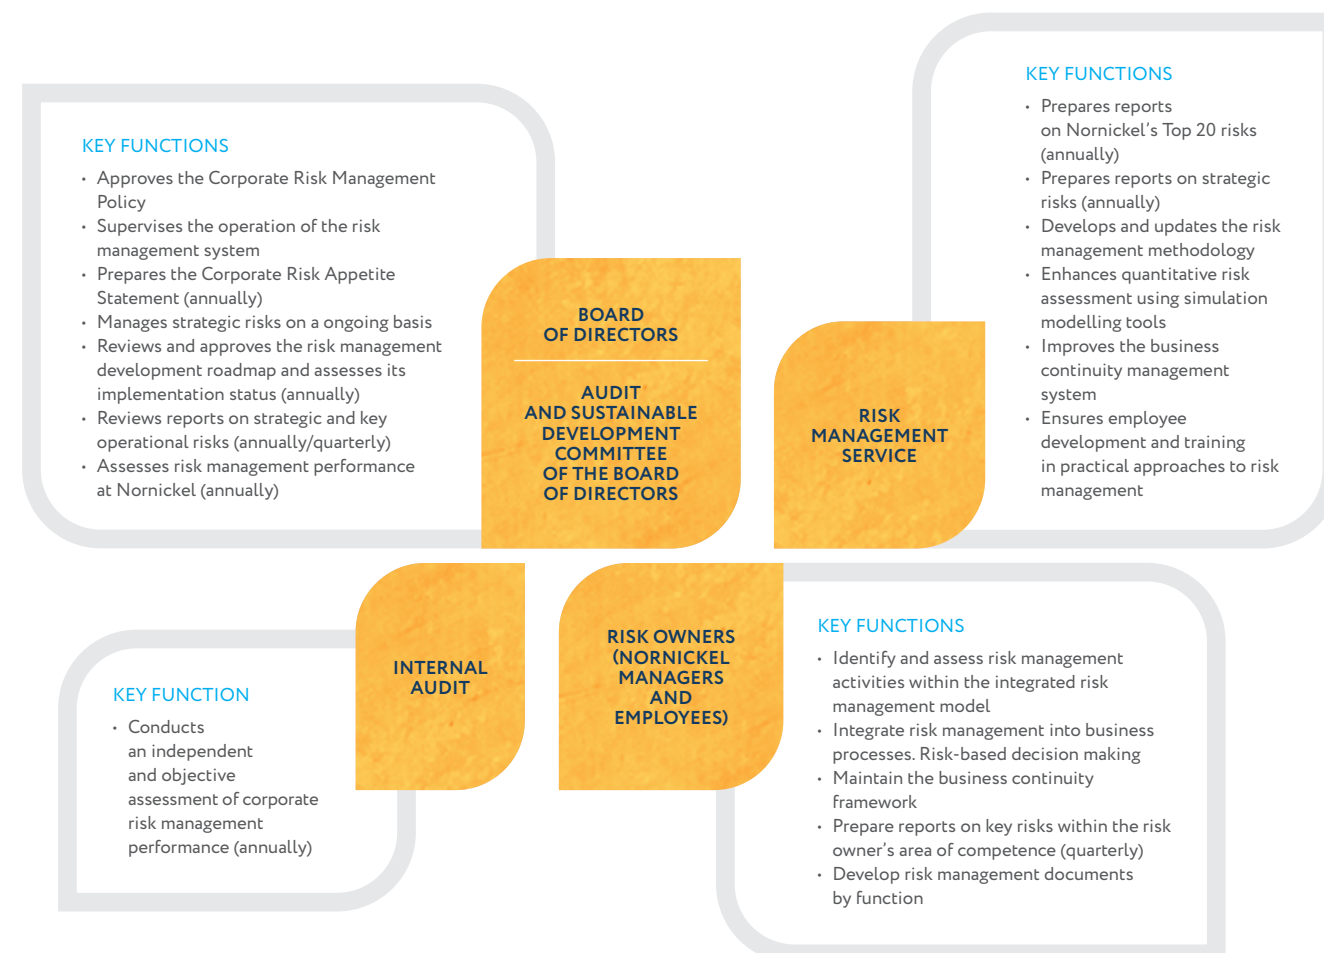 KEY FUNCTIONS
• Approves the Corporate Risk Management
Policy
• Supervises the operation of the risk
management system
• Prepares the Corporate Risk Appetite
Statement (annually)
• Manages strategic risks on a ongoing basis
• Reviews and approves the risk management
development roadmap and assesses its
implementation status (annually)
• Reviews reports on strategic and key
operational risks (annually/quarterly)
• Assesses risk management performance
at Nornickel (annually)
BOARD
OF DIRECTORS
AUDIT
AND SUSTAINABLE
DEVELOPMENT
COMMITTEE
OF THE BOARD
OF DIRECTORS
RISK
MANAGEMENT
SERVICE
KEY FUNCTIONS
• Prepares reports
on Nornickel's Top 20 risks
(annually)
• Prepares reports on strategic
risks (annually)
• Develops and updates the risk
management methodology
• Enhances quantitative risk
assessment using simulation
modelling tools
• Improves the business
continuity management
system
• Ensures employee
development and training
in practical approaches to risk
management
KEY FUNCTION
• Conducts
an independent
and objective
assessment of corporate
risk management
performance (annually)
INTERNAL
AUDIT
RISK OWNERS
(NORNICKEL
MANAGERS
AND
EMPLOYEES)
KEY FUNCTIONS
• Identify and assess risk management
activities within the integrated risk
management model
• Integrate risk management into business
processes. Risk-based decision making
• Maintain the business continuity
framework
• Prepare reports on key risks within the risk
owner's area of competence (quarterly)
• Develop risk management documents
by function